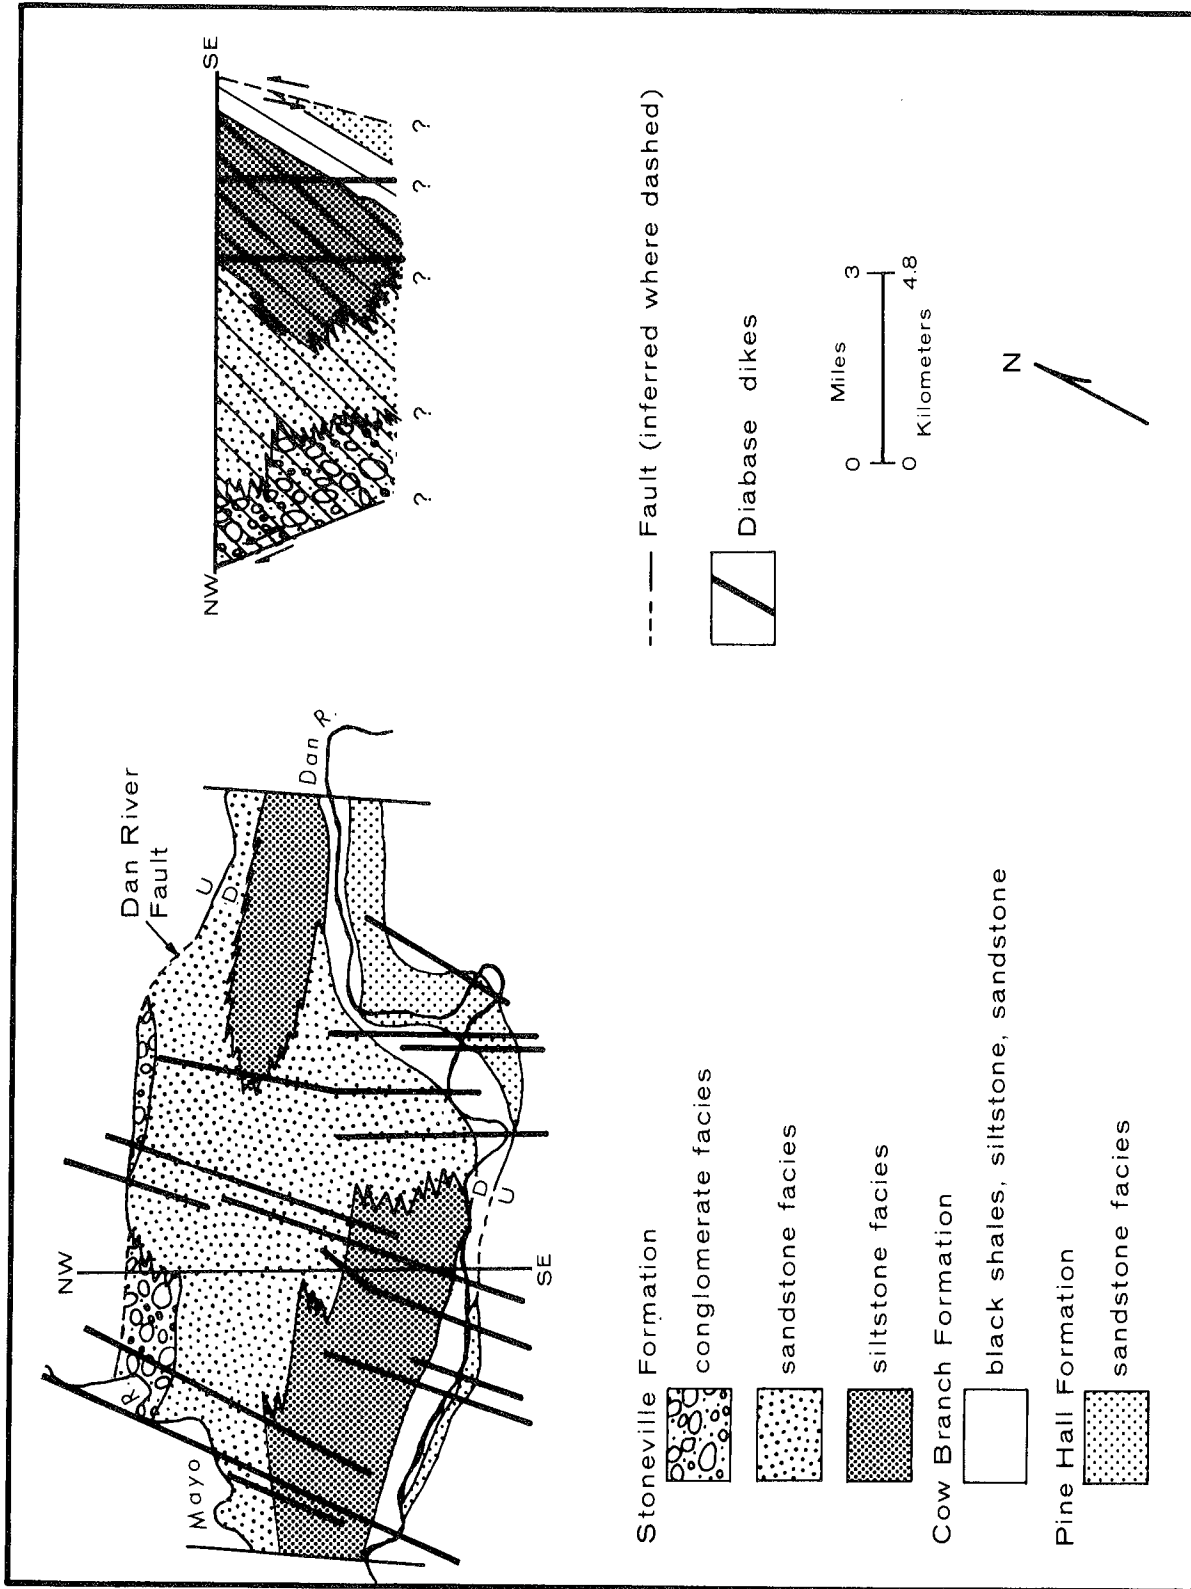 Dan River
Fault
U
D
Dan R.
NW
SE
Mayo
R.
D
U
NW
SE
?
?
?
?
?
Stoneville Formation
conglomerate facies
sandstone facies
siltstone facies
Cow Branch Formation
black shales, siltstone, sandstone
Pine Hall Formation
sandstone facies
Fault (inferred where dashed)
Diabase dikes
Miles
0 3
0 4.8
Kilometers
N